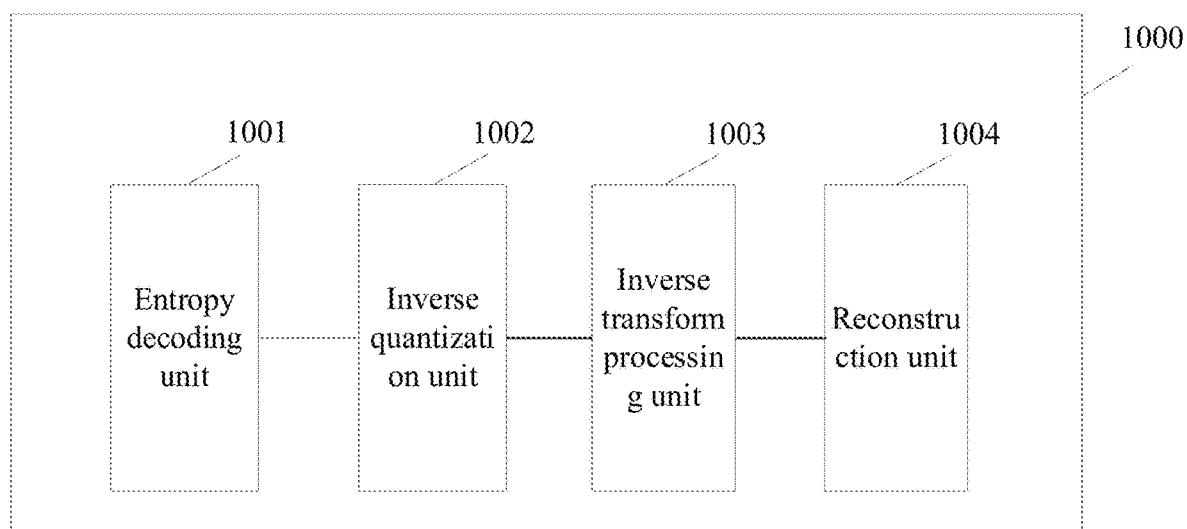 1000
1001
1002
1003
1004
Entropy
decoding
unit
Inverse
quantizati
on unit
Inverse
transform
processin
g unit
Reconstru
ction unit